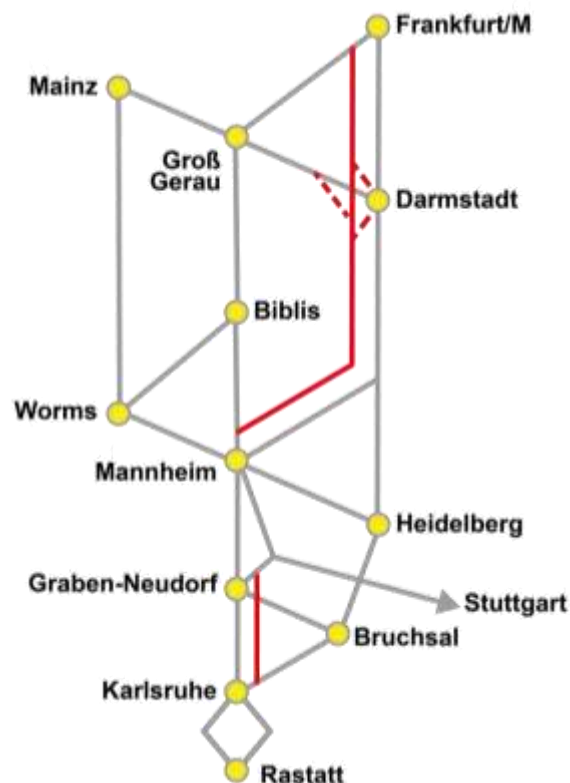 Frankfurt/M
Mainz
Groß
Gerau
Darmstadt
Biblis
Worms
Mannheim
Heidelberg
Graben-Neudorf
Stuttgart
Bruchsal
Karlsruhe
Rastatt